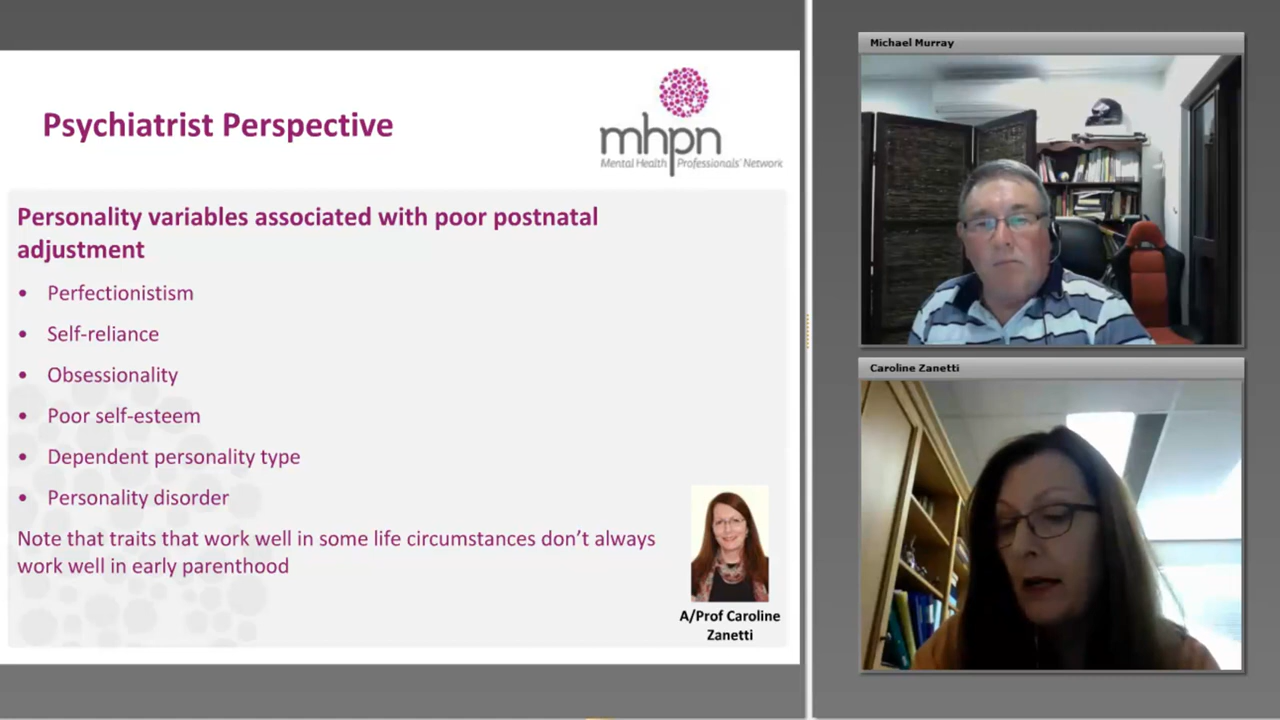 Psychiatrist Perspective
mhpn
Mental Health Professionals' Network
Personality variables associated with poor postnatal
adjustment
• Perfectionistism
• Self-reliance
• Obsessionality
• Poor self-esteem
• Dependent personality type
• Personality disorder
Note that traits that work well in some life circumstances don't always
work well in early parenthood
A/Prof Caroline
Zanetti
Michael Murray
Caroline Zanetti